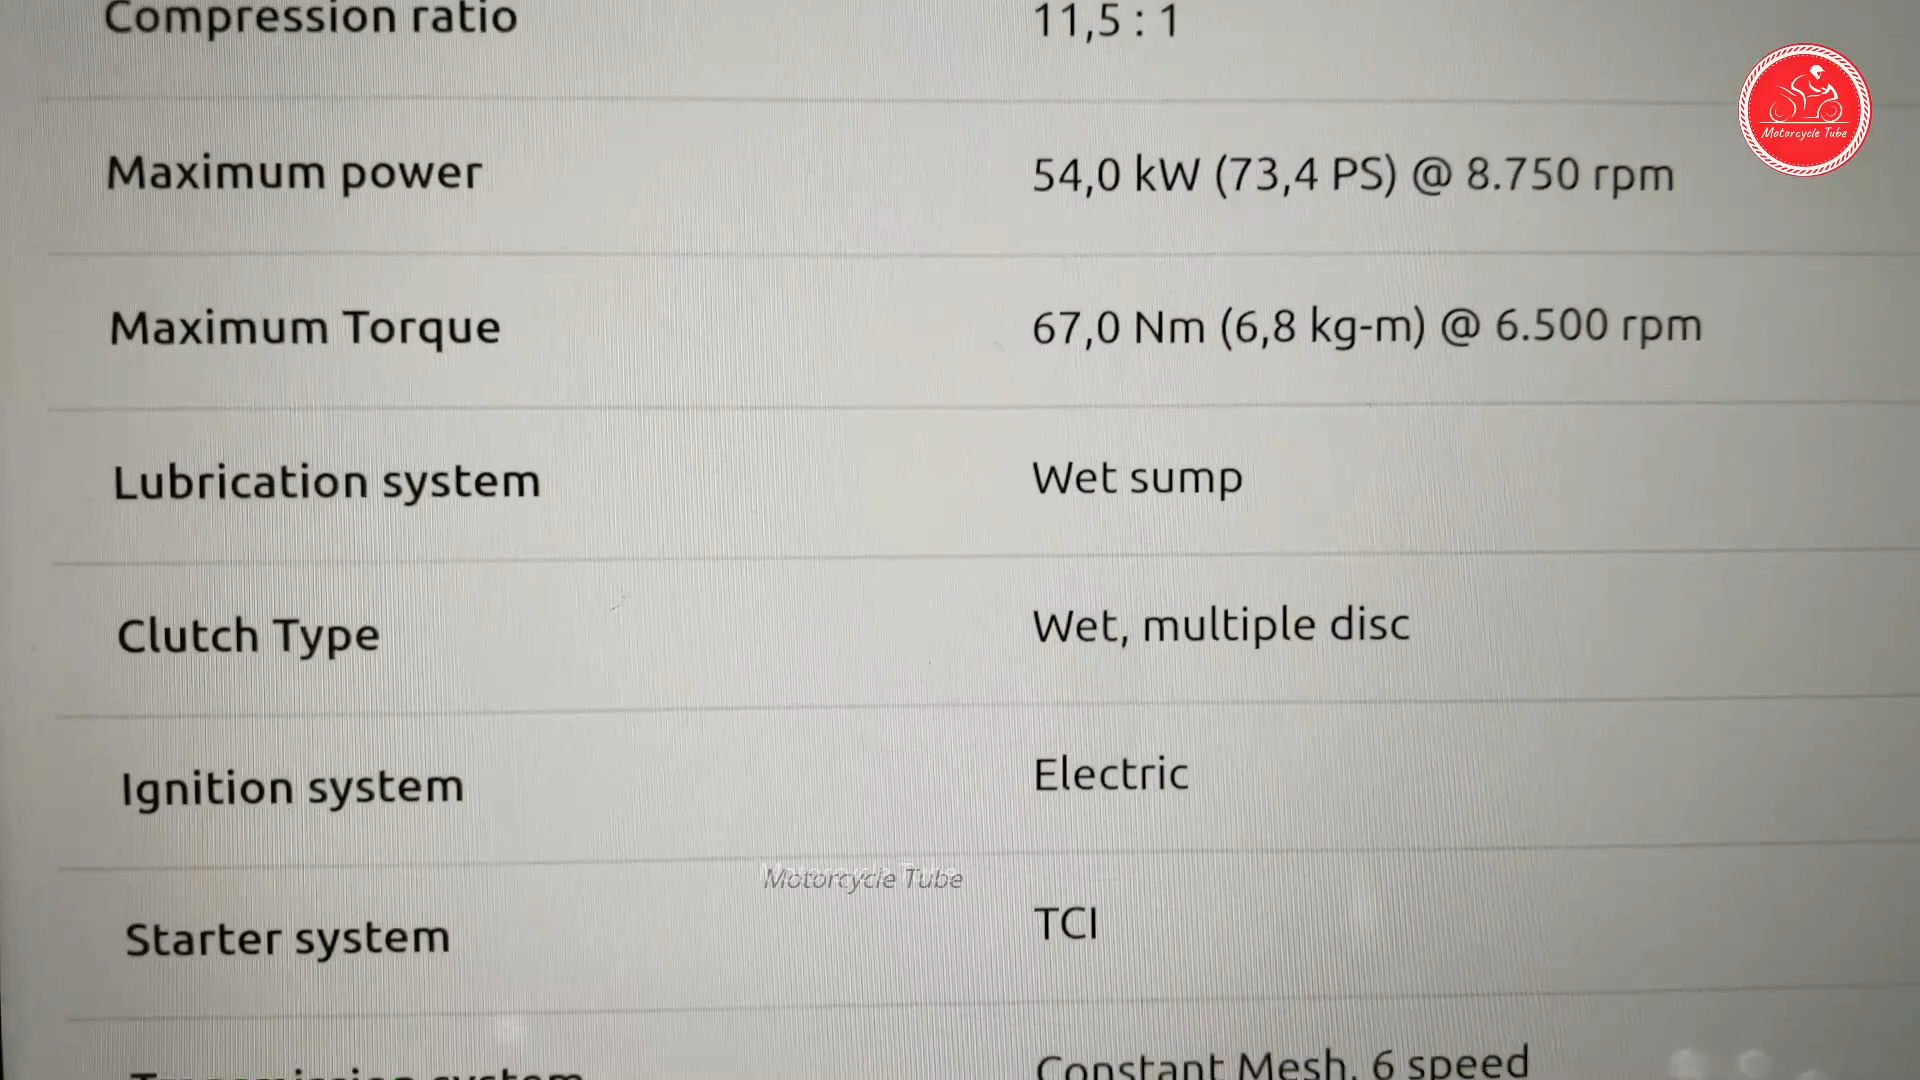 Compression ratio 11,5 : 1
Motorcycle Tube
Maximum power 54,0 kW (73,4 PS) @ 8.750 rpm
Maximum Torque 67,0 Nm (6,8 kg-m) @ 6.500 rpm
Lubrication system Wet sump
Clutch Type Wet, multiple disc
Ignition system Electric
Motorcycle Tube
Starter system TCI
Transmission system Constant Mesh, 6 speed